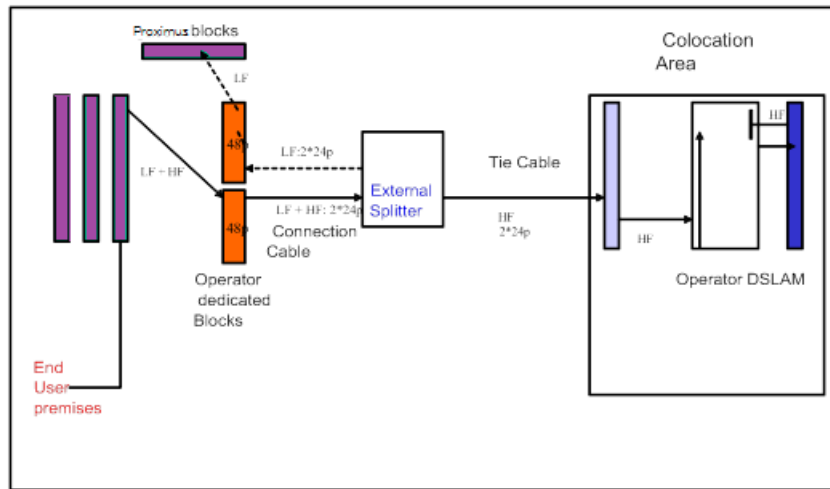 Proximus blocks
Colocation
Area
LF
HF
48p
LF:2*24p
Tie Cable
LF + HF
External
Splitter
48p
LF + HF: 2*24p
HF
2*24p
HF
Connection
Cable
Operator
dedicated
Blocks
Operator DSLAM
End
User
premises